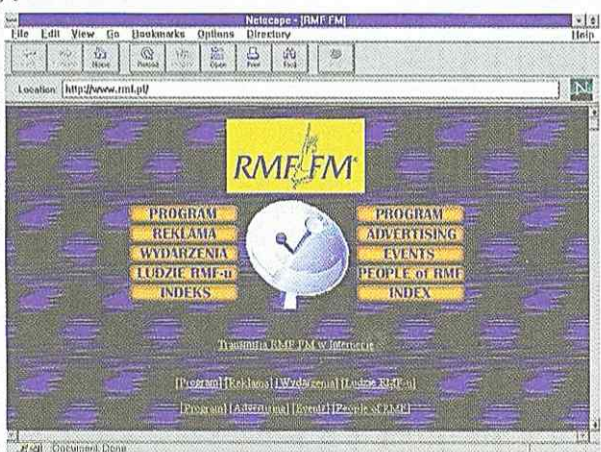 Netscape - [RMF FM]
File Edit View Go Bookmarks Options Directory Help
Home Reload Open Print Find
Location: http://www.rmf.pl/
RMF FM
PROGRAM PROGRAM
REKLAMA ADVERTISING
WYDARZENIA EVENTS
LUDZIE RMF-u PEOPLE of RMF
INDEKS INDEX
Transmisja RMF FM w Internecie
[Program] [Reklama] [Wydarzenia] [Ludzie RMF-u]
[Program] [Advertising] [Events] [People of RMF]
Document Done